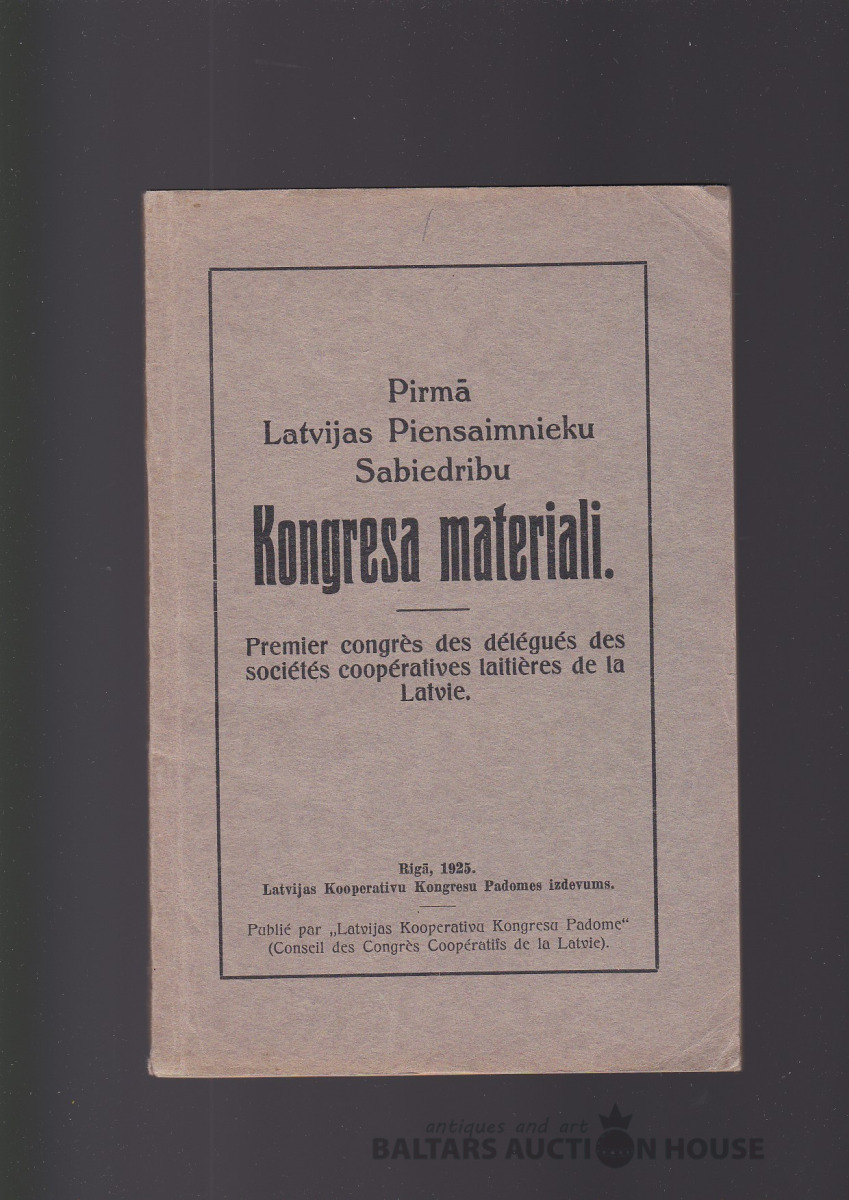 Pirmā
Latvijas Piensaimnieku
Sabiedribu
Kongresa materiali.
Premier congrès des délégués des
sociétés coopératives laitières de la
Latvie.
Rigā, 1925.
Latvijas Kooperativu Kongresu Padomes izdevums.
Publié par „Latvijas Kooperativu Kongresu Padome“
(Conseil des Congrès Coopératifs de la Latvie).
antiques and art
BALTARS AUCTION HOUSE